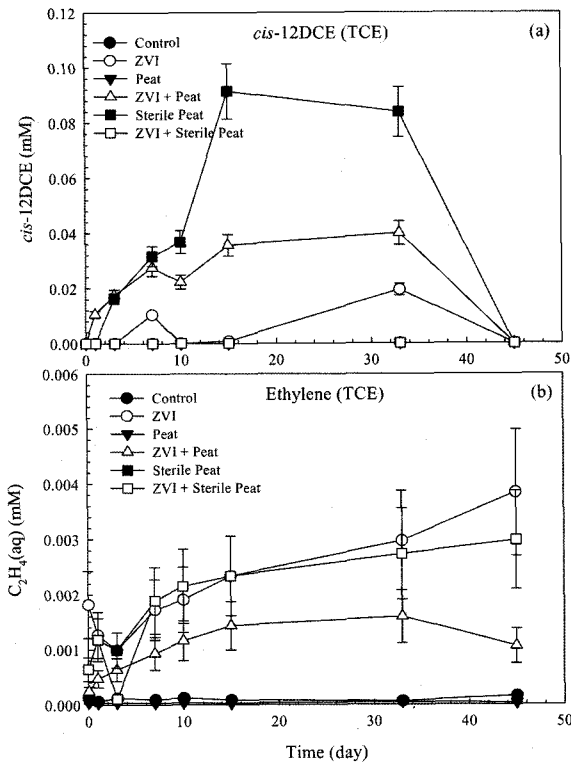 0.12
0.10
0.08
0.06
0.04
0.02
0.00
cis-12DCE (mM)
cis-12DCE (TCE)
(a)
Control
ZVI
Peat
ZVI + Peat
Sterile Peat
ZVI + Sterile Peat
0 10 20 30 40 50
0.006
0.005
0.004
0.003
0.002
0.001
0.000
C₂H₄(aq) (mM)
Ethylene (TCE)
(b)
Control
ZVI
Peat
ZVI + Peat
Sterile Peat
ZVI + Sterile Peat
0 10 20 30 40 50
Time (day)